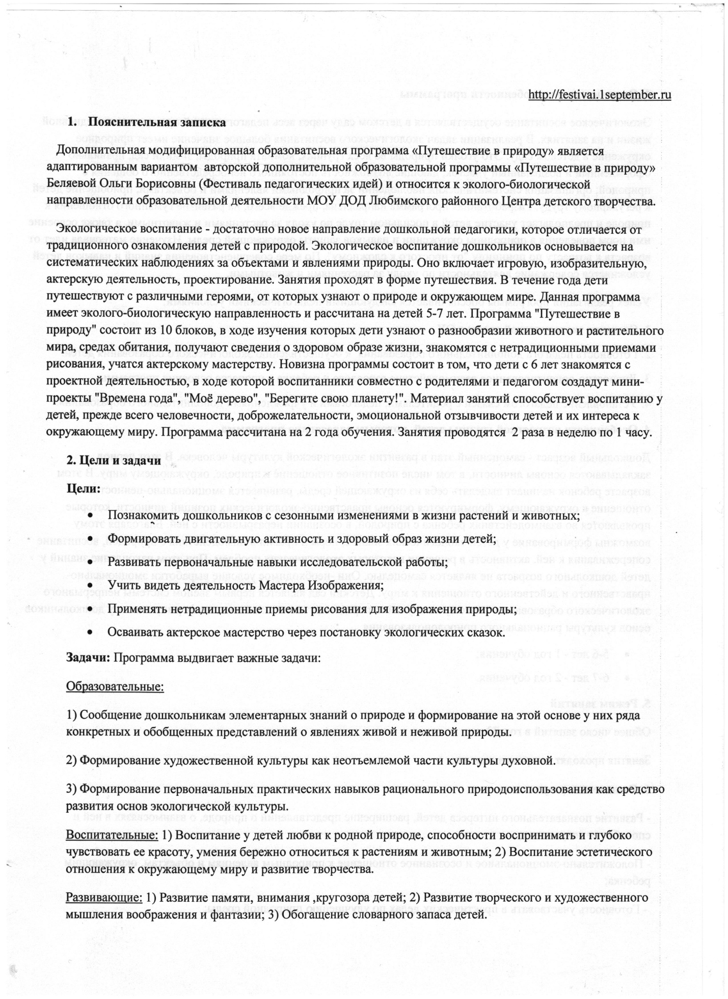 http://festivai.1september.ru
1. Пояснительная записка
Дополнительная модифицированная образовательная программа «Путешествие в природу» является
адаптированным вариантом авторской дополнительной образовательной программы «Путешествие в природу»
Беляевой Ольги Борисовны (Фестиваль педагогических идей) и относится к эколого-биологической
направленности образовательной деятельности МОУ ДОД Любимского районного Центра детского творчества.
Экологическое воспитание - достаточно новое направление дошкольной педагогики, которое отличается от
традиционного ознакомления детей с природой. Экологическое воспитание дошкольников основывается на
систематических наблюдениях за объектами и явлениями природы. Оно включает игровую, изобразительную,
актерскую деятельность, проектирование. Занятия проходят в форме путешествия. В течение года дети
путешествуют с различными героями, от которых узнают о природе и окружающем мире. Данная программа
имеет эколого-биологическую направленность и рассчитана на детей 5-7 лет. Программа "Путешествие в
природу" состоит из 10 блоков, в ходе изучения которых дети узнают о разнообразии животного и растительного
мира, средах обитания, получают сведения о здоровом образе жизни, знакомятся с нетрадиционными приемами
рисования, учатся актерскому мастерству. Новизна программы состоит в том, что дети с 6 лет знакомятся с
проектной деятельностью, в ходе которой воспитанники совместно с родителями и педагогом создадут мини-
проекты "Времена года", "Моё дерево", "Берегите свою планету!". Материал занятий способствует воспитанию у
детей, прежде всего человечности, доброжелательности, эмоциональной отзывчивости детей и их интереса к
окружающему миру. Программа рассчитана на 2 года обучения. Занятия проводятся 2 раза в неделю по 1 часу.
2. Цели и задачи
Цели:
• Познакомить дошкольников с сезонными изменениями в жизни растений и животных;
• Формировать двигательную активность и здоровый образ жизни детей;
• Развивать первоначальные навыки исследовательской работы;
• Учить видеть деятельность Мастера Изображения;
• Применять нетрадиционные приемы рисования для изображения природы;
• Осваивать актерское мастерство через постановку экологических сказок.
Задачи: Программа выдвигает важные задачи:
Образовательные:
1) Сообщение дошкольникам элементарных знаний о природе и формирование на этой основе у них ряда
конкретных и обобщенных представлений о явлениях живой и неживой природы.
2) Формирование художественной культуры как неотъемлемой части культуры духовной.
3) Формирование первоначальных практических навыков рационального природоиспользования как средство
развития основ экологической культуры.
Воспитательные: 1) Воспитание у детей любви к родной природе, способности воспринимать и глубоко
чувствовать ее красоту, умения бережно относиться к растениям и животным; 2) Воспитание эстетического
отношения к окружающему миру и развитие творчества.
Развивающие: 1) Развитие памяти, внимания ,кругозора детей; 2) Развитие творческого и художественного
мышления воображения и фантазии; 3) Обогащение словарного запаса детей.